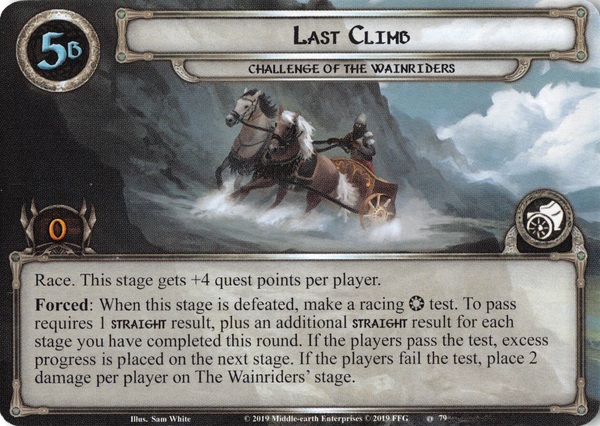 5B
LAST CLIMB
CHALLENGE OF THE WAINRIDERS
0
Race. This stage gets +4 quest points per player.
Forced: When this stage is defeated, make a racing test. To pass
requires 1 STRAIGHT result, plus an additional STRAIGHT result for each
stage you have completed this round. If the players pass the test, excess
progress is placed on the next stage. If the players fail the test, place 2
damage per player on The Wainriders' stage.
Illus. Sam White © 2019 Middle-earth Enterprises © 2019 FFG 79